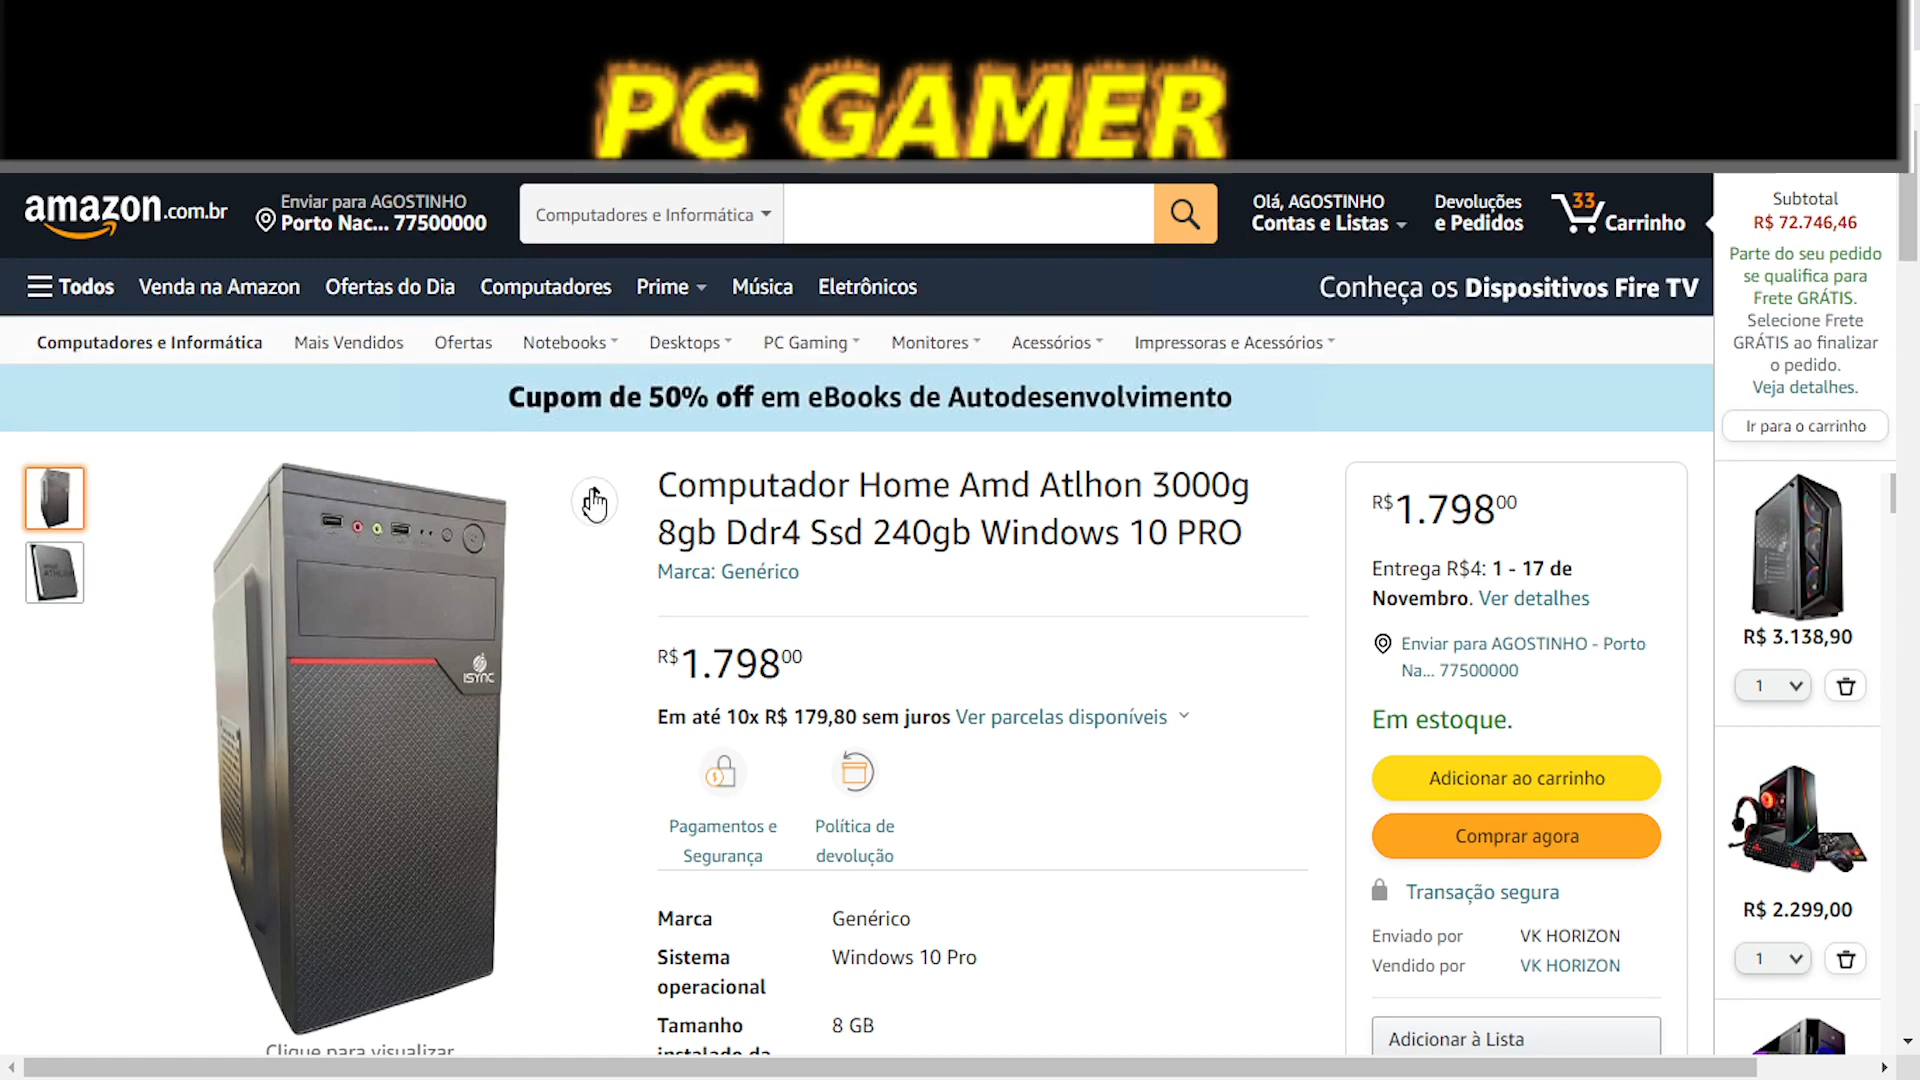 PC GAMER
amazon.com.br
Enviar para AGOSTINHO
Porto Nac... 77500000
Computadores e Informática
Olá, AGOSTINHO
Contas e Listas
Devoluções
e Pedidos
33
Carrinho
Subtotal
R$ 72.746,46
Parte do seu pedido
se qualifica para
Frete GRÁTIS.
Selecione Frete
GRÁTIS ao finalizar
o pedido.
Veja detalhes.
Ir para o carrinho
Todos
Venda na Amazon
Ofertas do Dia
Computadores
Prime
Música
Eletrônicos
Conheça os Dispositivos Fire TV
Computadores e Informática
Mais Vendidos
Ofertas
Notebooks
Desktops
PC Gaming
Monitores
Acessórios
Impressoras e Acessórios
Cupom de 50% off em eBooks de Autodesenvolvimento
ISYNC
Clique para visualizar
Computador Home Amd Atlhon 3000g
8gb Ddr4 Ssd 240gb Windows 10 PRO
Marca: Genérico
R$1.79800
Em até 10x R$ 179,80 sem juros Ver parcelas disponíveis
Pagamentos e
Segurança
Política de
devolução
Marca Genérico
Sistema Windows 10 Pro
operacional
Tamanho 8 GB
instalado da
R$1.79800
Entrega R$4: 1 - 17 de
Novembro. Ver detalhes
Enviar para AGOSTINHO - Porto
Na... 77500000
Em estoque.
Adicionar ao carrinho
Comprar agora
Transação segura
Enviado por VK HORIZON
Vendido por VK HORIZON
Adicionar à Lista
R$ 3.138,90
1
R$ 2.299,00
1